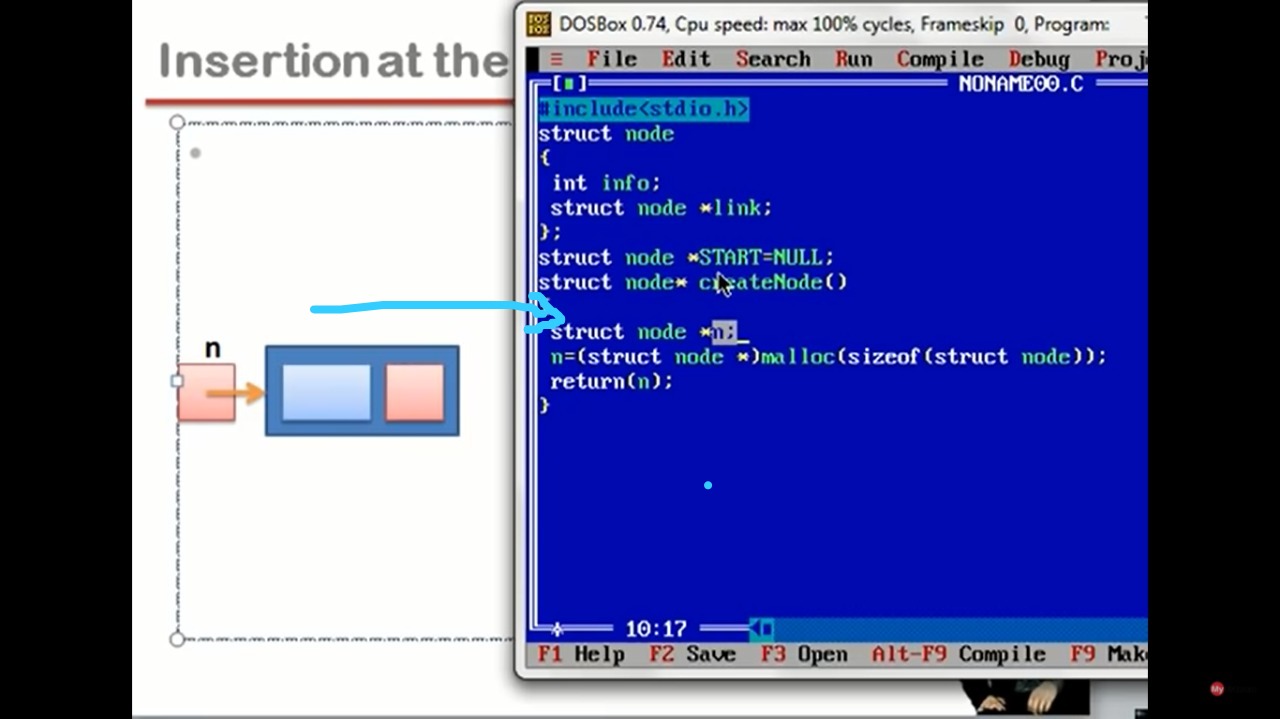 Insertion at the
n
DOSBox 0.74, Cpu speed: max 100% cycles, Frameskip 0, Program:
≡ File Edit Search Run Compile Debug Proj
NONAME00.C
#include<stdio.h>
struct node
{
int info;
struct node *link;
};
struct node *START=NULL;
struct node* createNode()
struct node *n;
n=(struct node *)malloc(sizeof(struct node));
return(n);
}
10:17
F1 Help F2 Save F3 Open Alt-F9 Compile F9 Mak
My